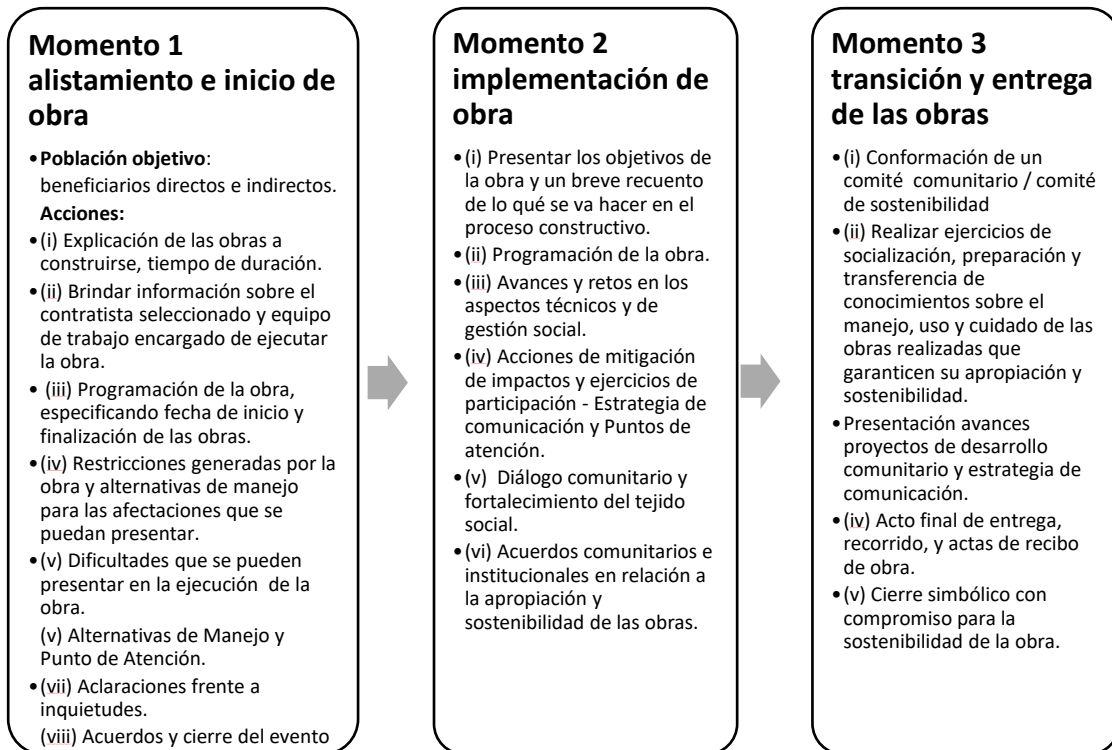 Momento 1
alistamiento e inicio de
obra
•Población objetivo:
beneficiarios directos e indirectos.
Acciones:
•(i) Explicación de las obras a
construirse, tiempo de duración.
•(ii) Brindar información sobre el
contratista seleccionado y equipo
de trabajo encargado de ejecutar
la obra.
• (iii) Programación de la obra,
especificando fecha de inicio y
finalización de las obras.
•(iv) Restricciones generadas por la
obra y alternativas de manejo
para las afectaciones que se
puedan presentar.
•(v) Dificultades que se pueden
presentar en la ejecución de la
obra.
(v) Alternativas de Manejo y
Punto de Atención.
•(vii) Aclaraciones frente a
inquietudes.
(viii) Acuerdos y cierre del evento
Momento 2
implementación de
obra
•(i) Presentar los objetivos de
la obra y un breve recuento
de lo qué se va hacer en el
proceso constructivo.
•(ii) Programación de la obra.
•(iii) Avances y retos en los
aspectos técnicos y de
gestión social.
•(iv) Acciones de mitigación
de impactos y ejercicios de
participación - Estrategia de
comunicación y Puntos de
atención.
•(v) Diálogo comunitario y
fortalecimiento del tejido
social.
•(vi) Acuerdos comunitarios e
institucionales en relación a
la apropiación y
sostenibilidad de las obras.
Momento 3
transición y entrega
de las obras
•(i) Conformación de un
comité comunitario / comité
de sostenibilidad
•(ii) Realizar ejercicios de
socialización, preparación y
transferencia de
conocimientos sobre el
manejo, uso y cuidado de las
obras realizadas que
garanticen su apropiación y
sostenibilidad.
•Presentación avances
proyectos de desarrollo
comunitario y estrategia de
comunicación.
•(iv) Acto final de entrega,
recorrido, y actas de recibo
de obra.
•(v) Cierre simbólico con
compromiso para la
sostenibilidad de la obra.